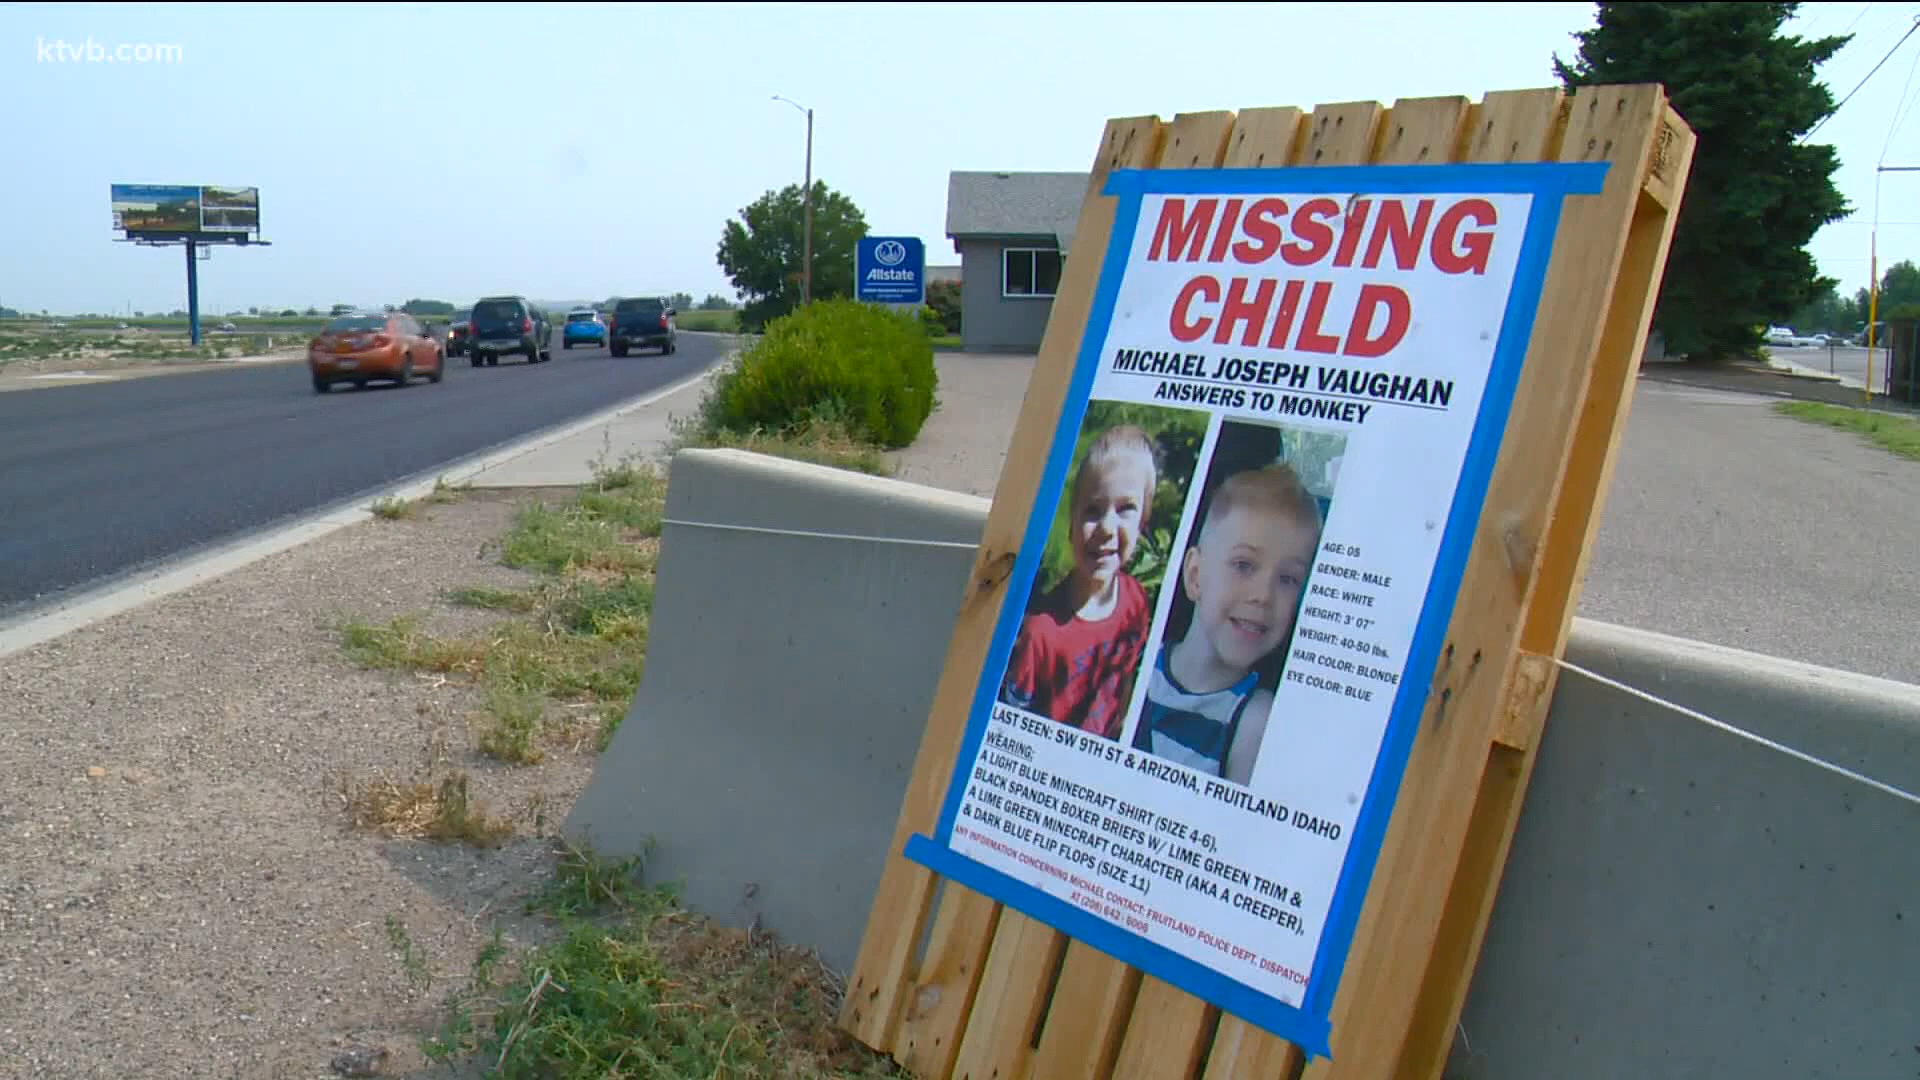 ktvb.com
Allstate
MISSING
CHILD
MICHAEL JOSEPH VAUGHAN
ANSWERS TO MONKEY
AGE: 05
GENDER: MALE
RACE: WHITE
HEIGHT: 3' 07"
WEIGHT: 40-50 lbs.
HAIR COLOR: BLONDE
EYE COLOR: BLUE
LAST SEEN: SW 9TH ST & ARIZONA, FRUITLAND IDAHO
WEARING:
A LIGHT BLUE MINECRAFT SHIRT (SIZE 4-6),
BLACK SPANDEX BOXER BRIEFS W/ LIME GREEN TRIM &
A LIME GREEN MINECRAFT CHARACTER (AKA A CREEPER),
& DARK BLUE FLIP FLOPS (SIZE 11)
ANY INFORMATION CONCERNING MICHAEL CONTACT: FRUITLAND POLICE DEPT. DISPATCH
AT (208) 642 - 6006